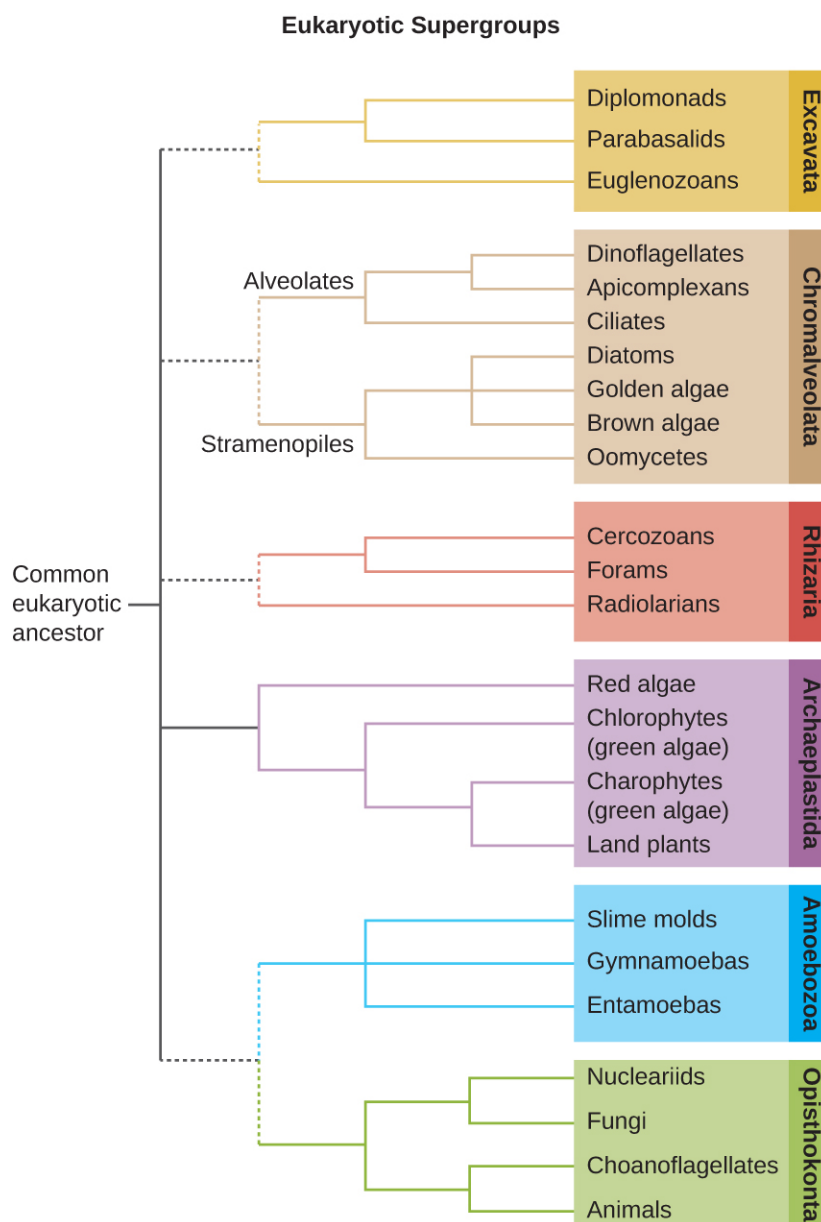 Eukaryotic Supergroups
Diplomonads
Parabasalids
Euglenozoans
Excavata
Alveolates
Stramenopiles
Dinoflagellates
Apicomplexans
Ciliates
Diatoms
Golden algae
Brown algae
Oomycetes
Chromalveolata
Common
eukaryotic
ancestor
Cercozoans
Forams
Radiolarians
Rhizaria
Red algae
Chlorophytes
(green algae)
Charophytes
(green algae)
Land plants
Archaeplastida
Slime molds
Gymnamoebas
Entamoebas
Amoebozoa
Nucleariids
Fungi
Choanoflagellates
Animals
Opisthokonta